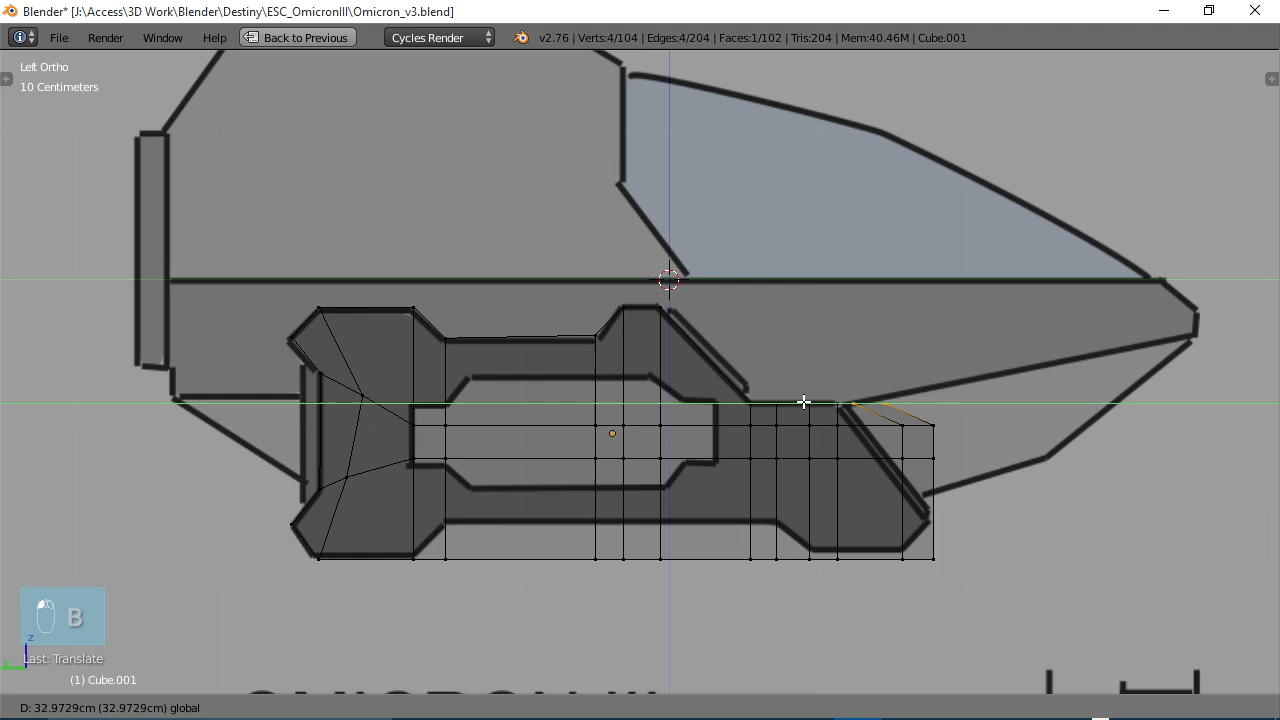 Blender* [J:\Access\3D Work\Blender\Destiny\ESC_OmicronIII\Omicron_v3.blend]
File Render Window Help Back to Previous Cycles Render v2.76 | Verts:4/104 | Edges:4/204 | Faces:1/102 | Tris:204 | Mem:40.46M | Cube.001
Left Ortho
10 Centimeters
B
z
Last: Translate
(1) Cube.001
D: 32.9729cm (32.9729cm) global